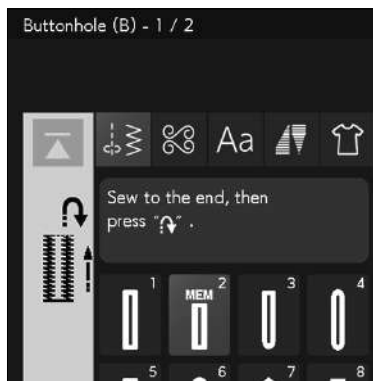 Buttonhole (B) - 1 / 2
Aa
Sew to the end, then
press "↷" .
1
MEM 2
3
4
5
6
7
8